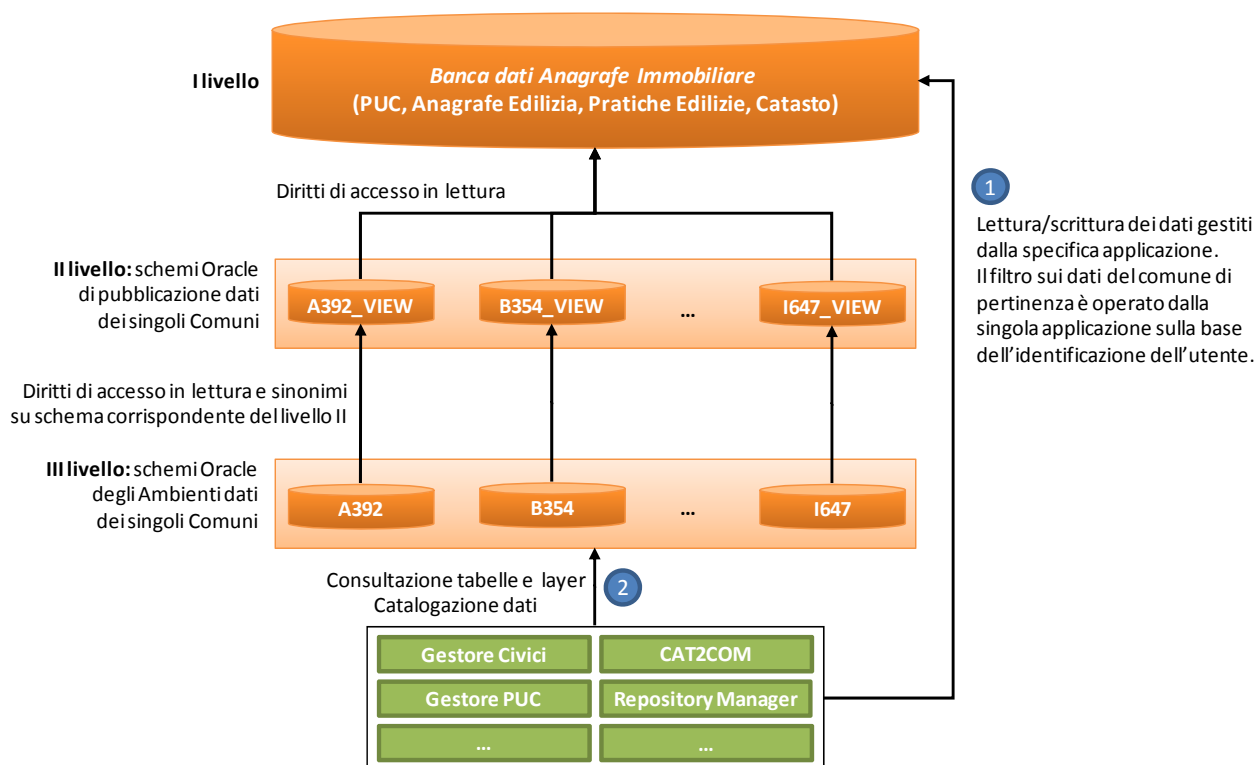 I livello
Banca dati Anagrafe Immobiliare
(PUC, Anagrafe Edilizia, Pratiche Edilizie, Catasto)
Diritti di accesso in lettura
1
Lettura/scrittura dei dati gestiti
dalla specifica applicazione.
Il filtro sui dati del comune di
pertinenza è operato dalla
singola applicazione sulla base
dell'identificazione dell'utente.
II livello: schemi Oracle
di pubblicazione dati
dei singoli Comuni
A392_VIEW
B354_VIEW
...
I647_VIEW
Diritti di accesso in lettura e sinonimi
su schema corrispondente del livello II
III livello: schemi Oracle
degli Ambienti dati
dei singoli Comuni
A392
B354
...
I647
Consultazione tabelle e layer
Catalogazione dati
2
Gestore Civici
CAT2COM
Gestore PUC
Repository Manager
...
...